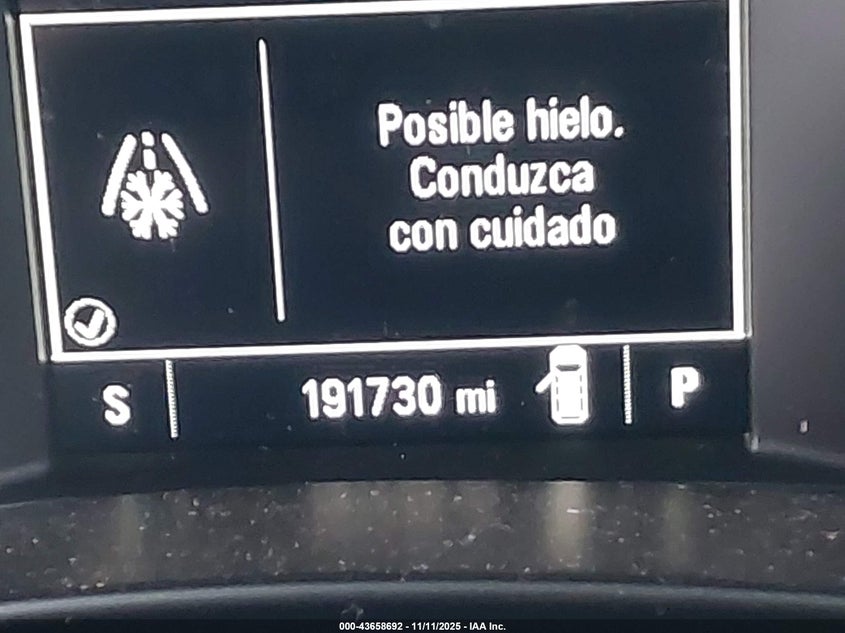 Posible hielo.
Conduzca
con cuidado
S 191730 mi P
000-43658692 - 11/11/2025 - IAA Inc.